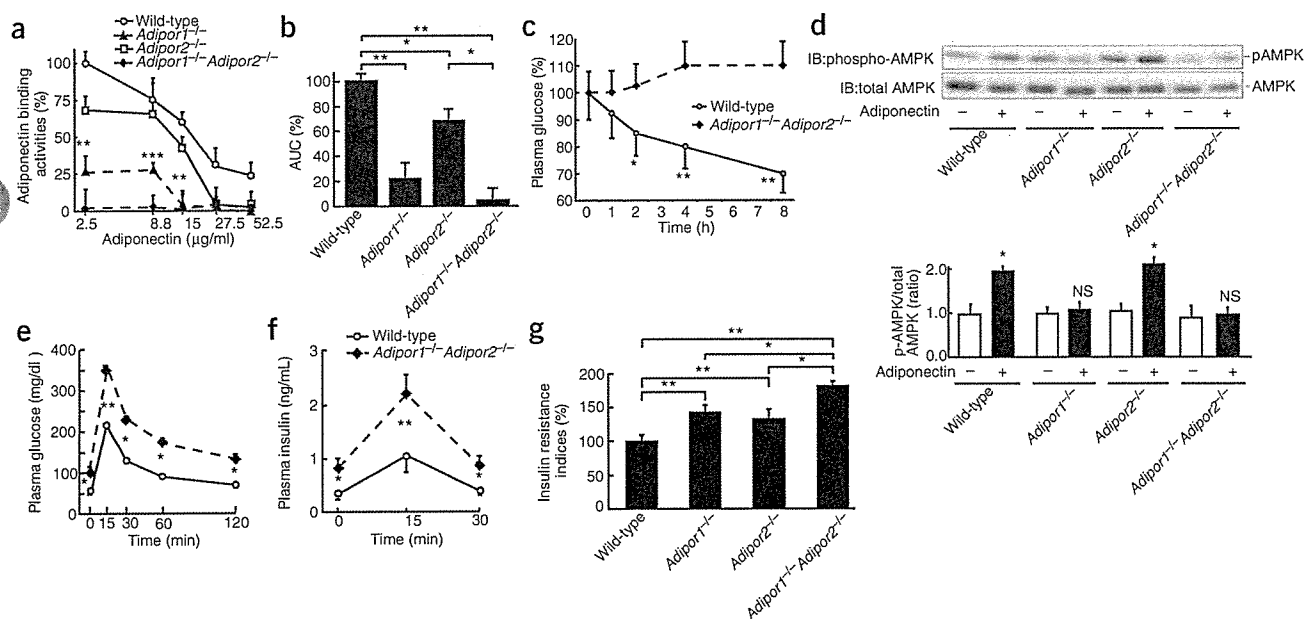 a
Wild-type
Adipor1–/–
Adipor2–/–
Adipor1–/–Adipor2–/–
Adiponectin binding
activities (%)
100
75
50
25
0
**
***
**
2.5 8.8 15 27.5 52.5
Adiponectin (μg/ml)
b
**
*
** *
AUC (%)
100
80
60
40
20
0
Wild-type
Adipor1–/–
Adipor2–/–
Adipor1–/–Adipor2–/–
c
Plasma glucose (%)
120
110
100
90
80
70
60
Wild-type
Adipor1–/–Adipor2–/–
*
**
**
0 1 2 3 4 5 6 7 8
Time (h)
d
IB:phospho-AMPK
pAMPK
IB:total AMPK
AMPK
Adiponectin – + – + – + – +
Wild-type
Adipor1–/–
Adipor2–/–
Adipor1–/–Adipor2–/–
p-AMPK/total
AMPK (ratio)
2.0
1.0
0.0
*
NS
*
NS
Adiponectin – + – + – + – +
Wild-type
Adipor1–/–
Adipor2–/–
Adipor1–/–Adipor2–/–
e
Plasma glucose (mg/dl)
400
300
200
100
0
*
**
*
*
*
0 15 30 60 120
Time (min)
f
Wild-type
Adipor1–/–Adipor2–/–
Plasma insulin (ng/mL)
3
2
1
0
*
**
*
0 15 30
Time (min)
g
**
*
** *
**
Insulin resistance
indices (%)
200
150
100
50
0
Wild-type
Adipor1–/–
Adipor2–/–
Adipor1–/–Adipor2–/–